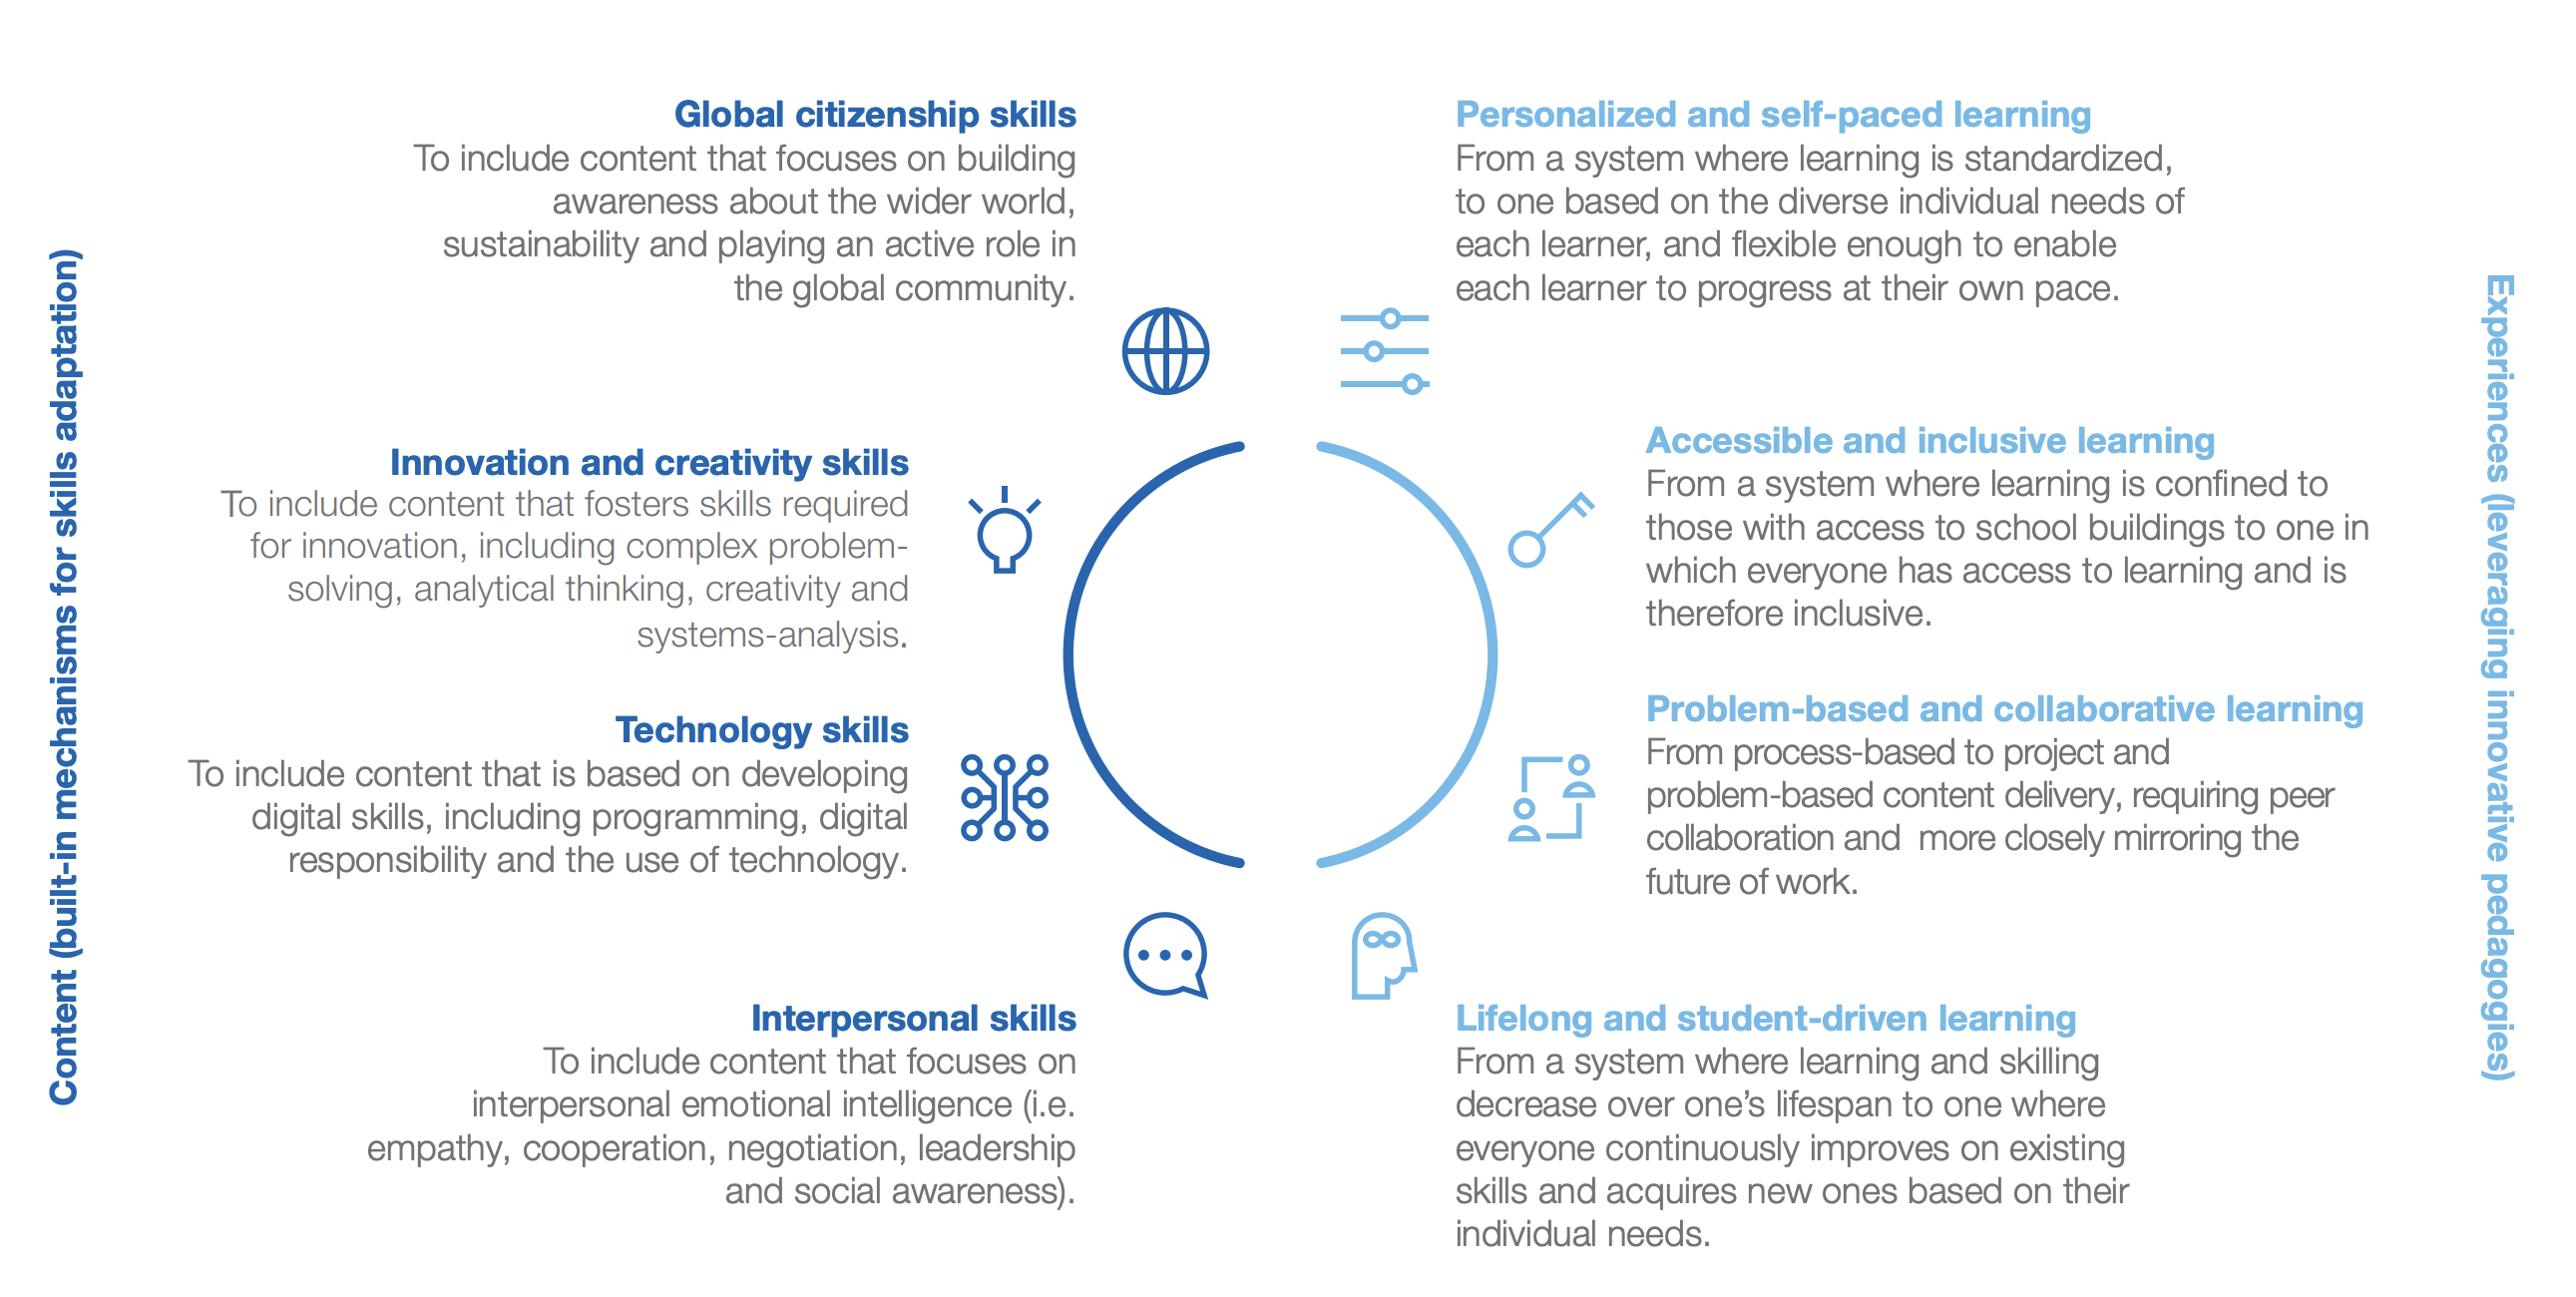 Content (built-in mechanisms for skills adaptation)
Global citizenship skills
To include content that focuses on building
awareness about the wider world,
sustainability and playing an active role in
the global community.
Innovation and creativity skills
To include content that fosters skills required
for innovation, including complex problem-
solving, analytical thinking, creativity and
systems-analysis.
Technology skills
To include content that is based on developing
digital skills, including programming, digital
responsibility and the use of technology.
Interpersonal skills
To include content that focuses on
interpersonal emotional intelligence (i.e.
empathy, cooperation, negotiation, leadership
and social awareness).
Personalized and self-paced learning
From a system where learning is standardized,
to one based on the diverse individual needs of
each learner, and flexible enough to enable
each learner to progress at their own pace.
Accessible and inclusive learning
From a system where learning is confined to
those with access to school buildings to one in
which everyone has access to learning and is
therefore inclusive.
Problem-based and collaborative learning
From process-based to project and
problem-based content delivery, requiring peer
collaboration and  more closely mirroring the
future of work.
Lifelong and student-driven learning
From a system where learning and skilling
decrease over one’s lifespan to one where
everyone continuously improves on existing
skills and acquires new ones based on their
individual needs.
Experiences (leveraging innovative pedagogies)